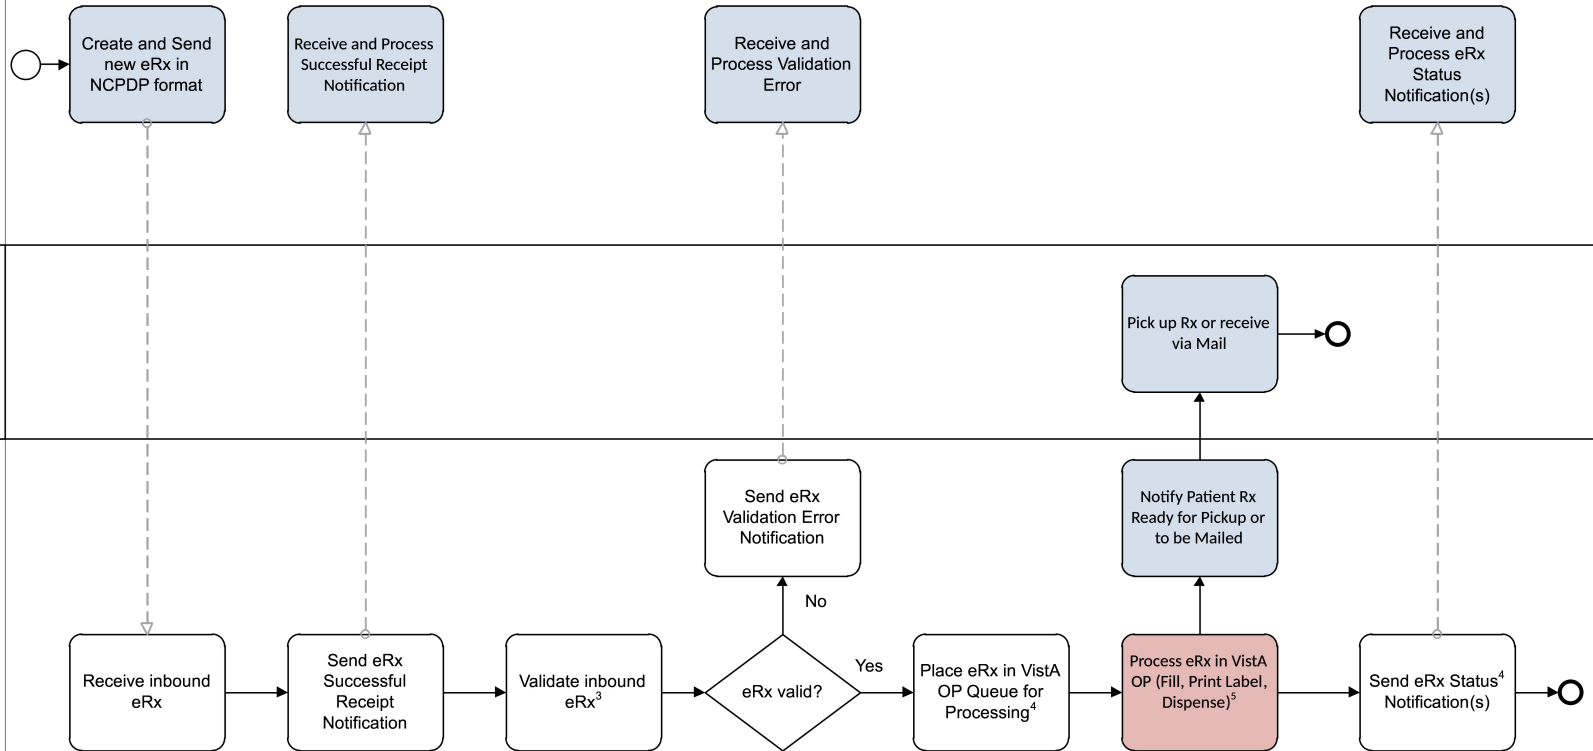 Create and Send
new eRx in
NCPDP format
Receive and Process
Successful Receipt
Notification
Receive and
Process Validation
Error
Receive and
Process eRx
Status
Notification(s)
Pick up Rx or receive
via Mail
Send eRx
Validation Error
Notification
Notify Patient Rx
Ready for Pickup or
to be Mailed
No
Receive inbound
eRx
Send eRx
Successful
Receipt
Notification
Validate inbound
eRx³
eRx valid?
Yes
Place eRx in VistA
OP Queue for
Processing⁴
Process eRx in VistA
OP (Fill, Print Label,
Dispense)⁵
Send eRx Status⁴
Notification(s)